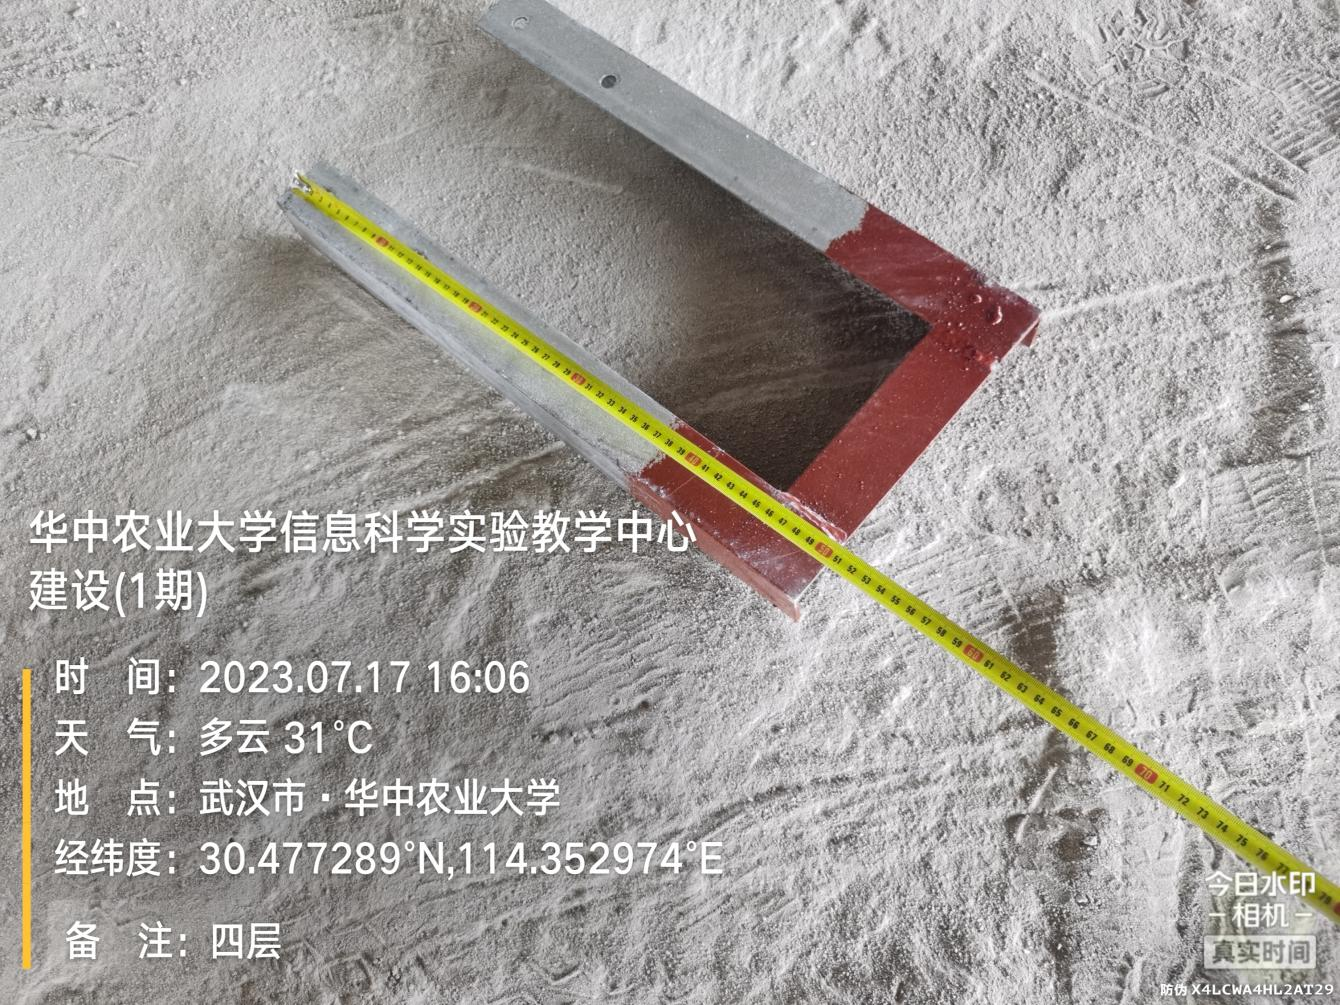 华中农业大学信息科学实验教学中心
建设(1期)
时 间：2023.07.17 16:06
天 气：多云 31℃
地 点：武汉市·华中农业大学
经纬度：30.477289°N,114.352974°E
备 注：四层
今日水印
相机
真实时间
防伪 X4LCWA4HL2AT29